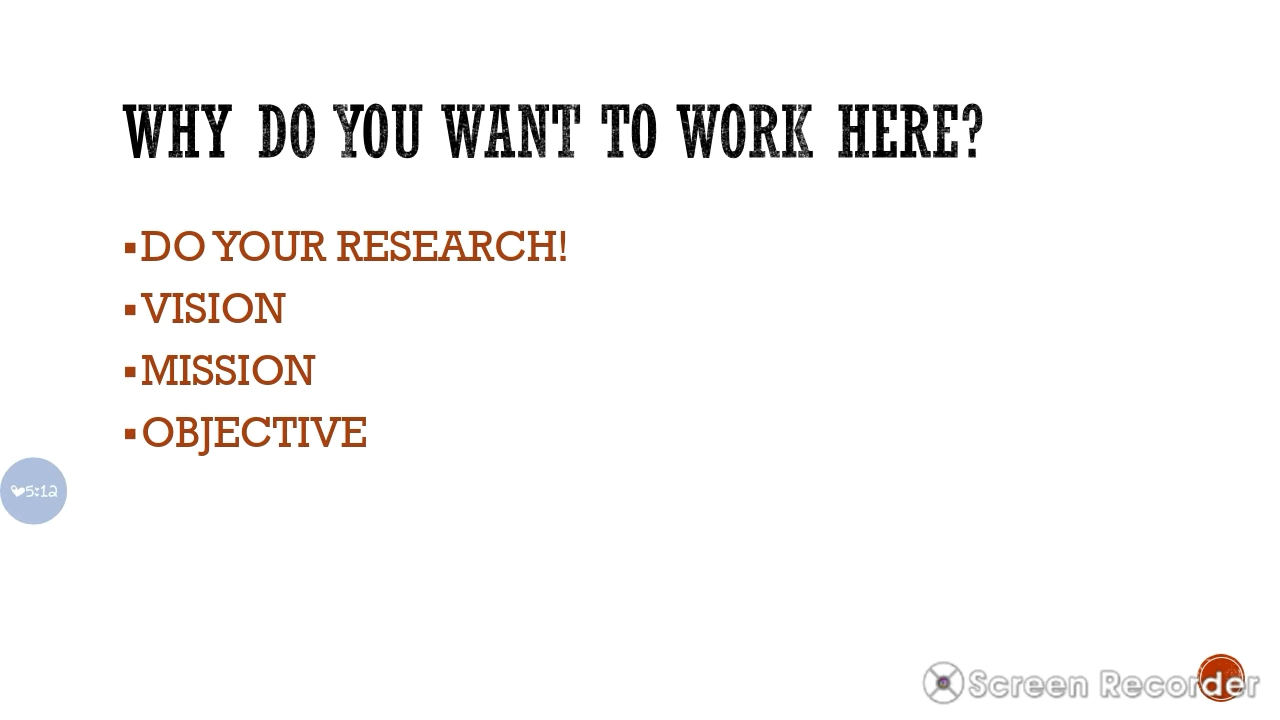 WHY DO YOU WANT TO WORK HERE?
▪DO YOUR RESEARCH!
▪VISION
▪MISSION
▪OBJECTIVE
❤5:12
Screen Recorder